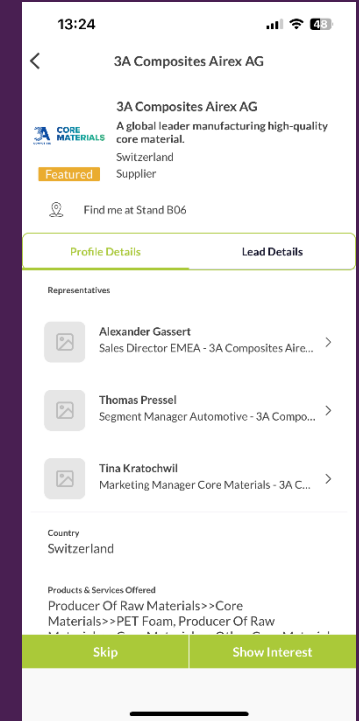 13:24
48
3A Composites Airex AG
3A Composites Airex AG
3A CORE
MATERIALS
A global leader manufacturing high-quality
core material.
Switzerland
Featured
Supplier
Find me at Stand B06
Profile Details
Lead Details
Representatives
Alexander Gassert
Sales Director EMEA - 3A Composites Aire...
Thomas Pressel
Segment Manager Automotive - 3A Compo...
Tina Kratochwil
Marketing Manager Core Materials - 3A C...
Country
Switzerland
Products & Services Offered
Producer Of Raw Materials>>Core
Materials>>PET Foam, Producer Of Raw
Skip
Show Interest